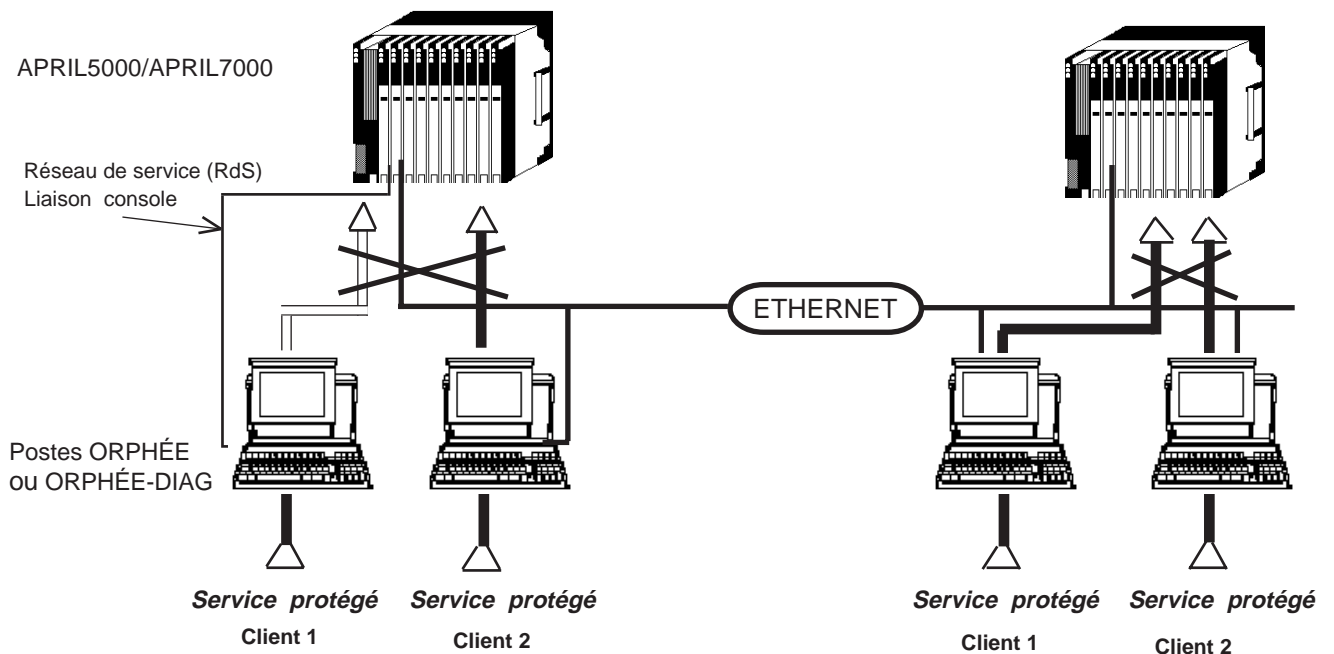 APRIL5000/APRIL7000
Réseau de service (RdS)
Liaison console
ETHERNET
Postes ORPHÉE
ou ORPHÉE-DIAG
Service protégé
Service protégé
Service protégé
Service protégé
Client 1
Client 2
Client 1
Client 2